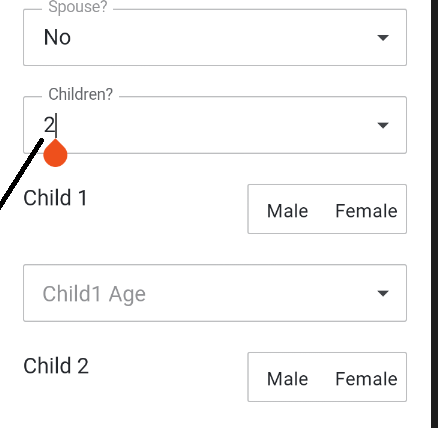 Spouse?
No
Children?
2
Child 1
Male Female
Child1 Age
Child 2
Male Female